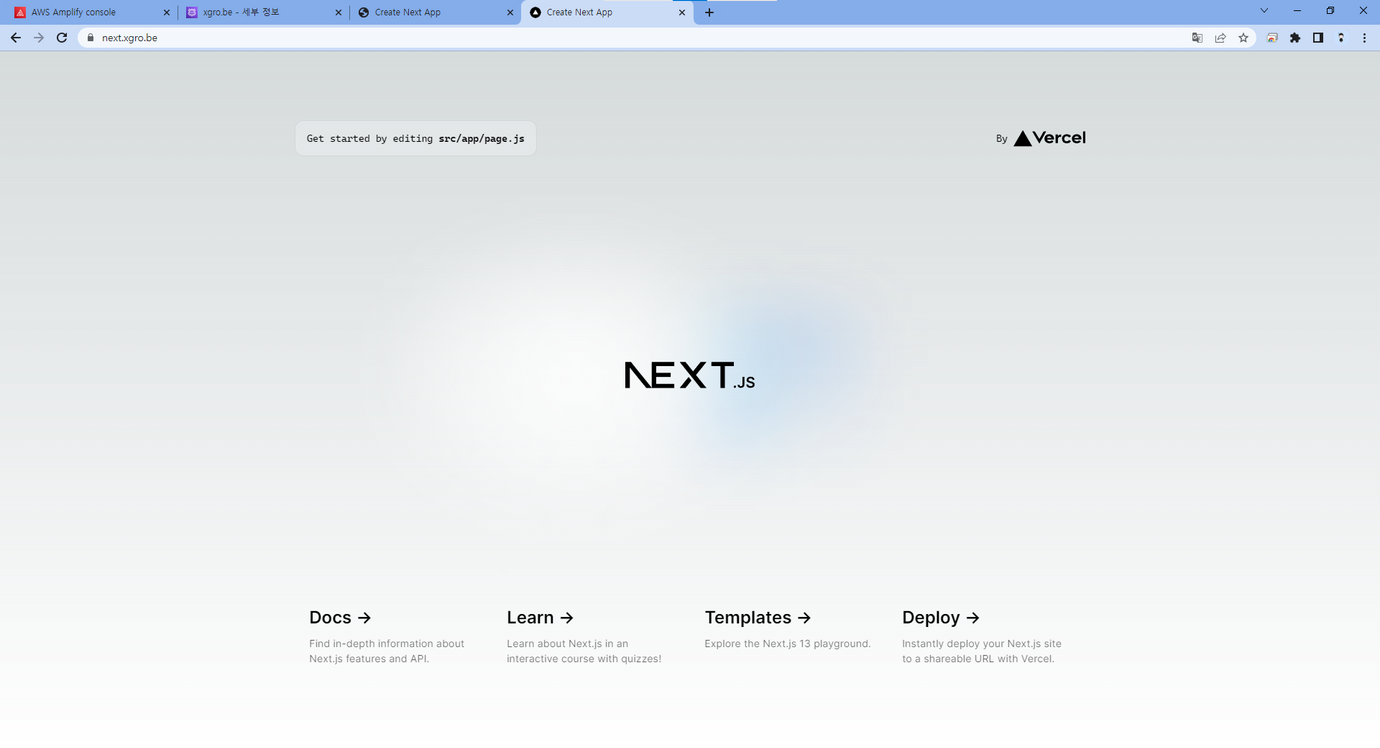 AWS Amplify console
xgro.be - 세부 정보
Create Next App
Create Next App
next.xgro.be
Get started by editing src/app/page.js
By Vercel
NEXT.JS
Docs →
Find in-depth information about
Next.js features and API.
Learn →
Learn about Next.js in an
interactive course with quizzes!
Templates →
Explore the Next.js 13 playground.
Deploy →
Instantly deploy your Next.js site
to a shareable URL with Vercel.